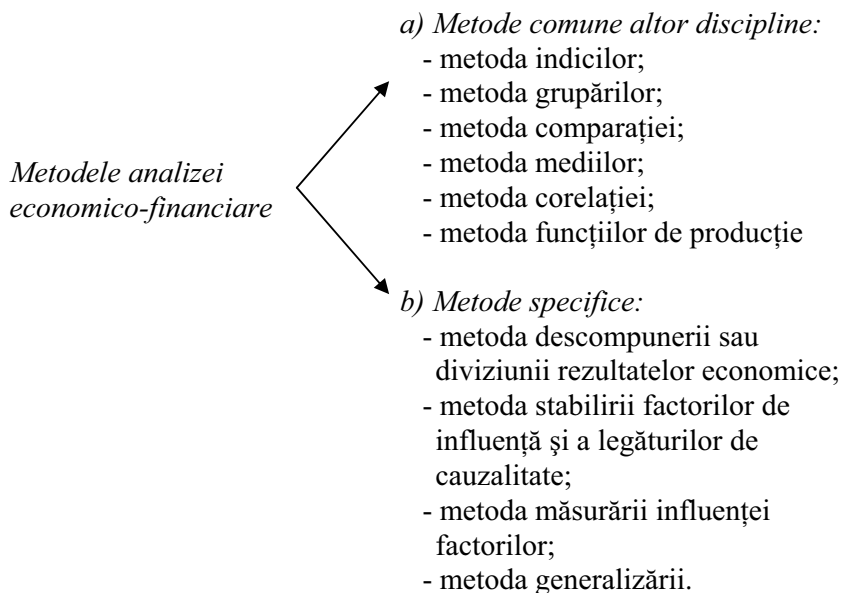 Metodele analizei
economico-financiare
a) Metode comune altor discipline:
- metoda indicilor;
- metoda grupărilor;
- metoda comparației;
- metoda mediilor;
- metoda corelației;
- metoda funcțiilor de producție
b) Metode specifice:
- metoda descompunerii sau
diviziunii rezultatelor economice;
- metoda stabilirii factorilor de
influență şi a legăturilor de
cauzalitate;
- metoda măsurării influenței
factorilor;
- metoda generalizării.